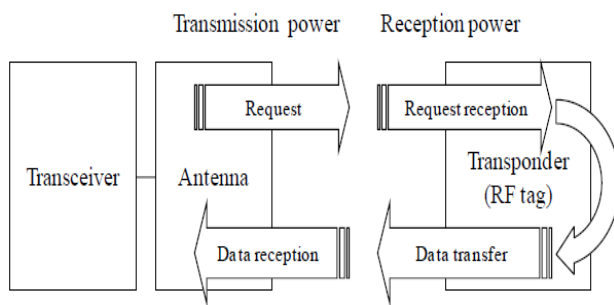 Transmission power
Reception power
Request
Request reception
Transceiver
Antenna
Transponder
(RF tag)
Data reception
Data transfer